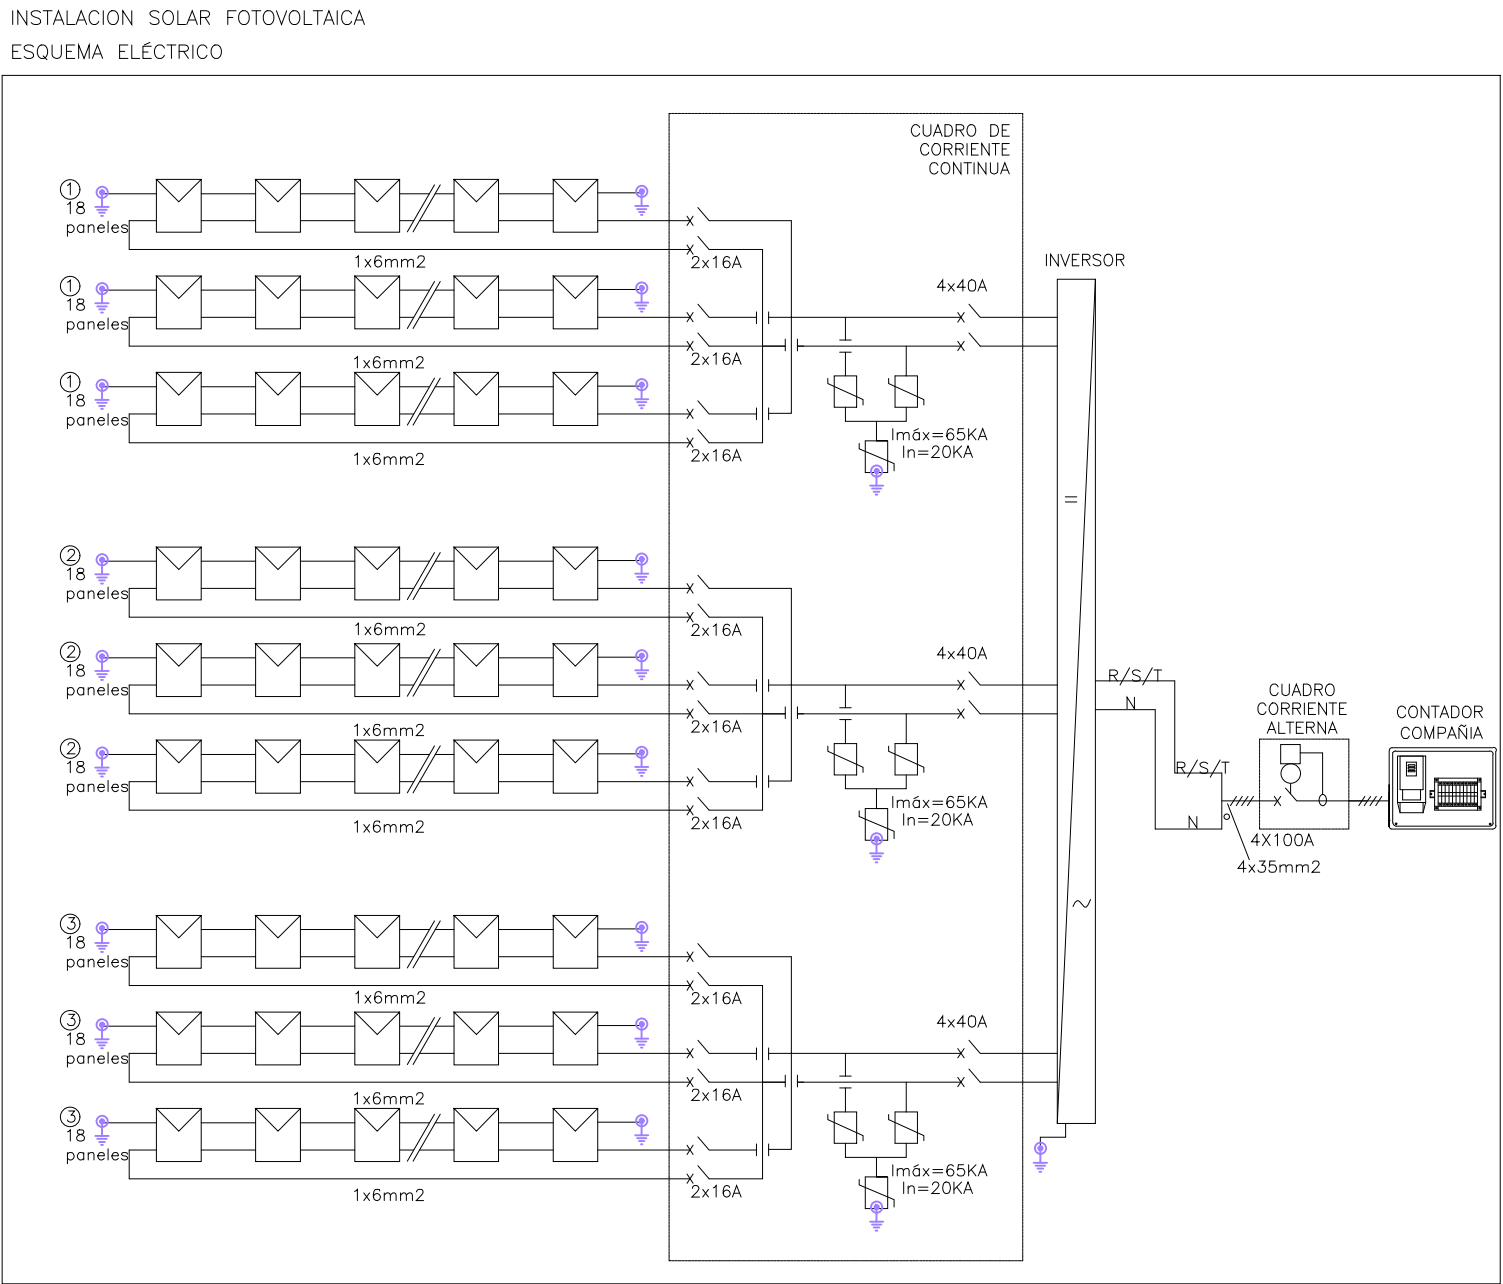 INSTALACION SOLAR FOTOVOLTAICA
ESQUEMA ELÉCTRICO
CUADRO DE
CORRIENTE
CONTINUA
1
18
paneles
1x6mm2
2x16A
INVERSOR
1
18
paneles
4x40A
1x6mm2
2x16A
1
18
paneles
Imáx=65KA
In=20KA
1x6mm2
2x16A
=
2
18
paneles
1x6mm2
2x16A
2
18
paneles
4x40A
R/S/T
N
CUADRO
CORRIENTE
ALTERNA
CONTADOR
COMPAÑIA
1x6mm2
2x16A
2
18
paneles
R/S/T
Imáx=65KA
In=20KA
N
1x6mm2
2x16A
4X100A
4x35mm2
~
3
18
paneles
1x6mm2
2x16A
3
18
paneles
4x40A
1x6mm2
2x16A
3
18
paneles
Imáx=65KA
In=20KA
1x6mm2
2x16A